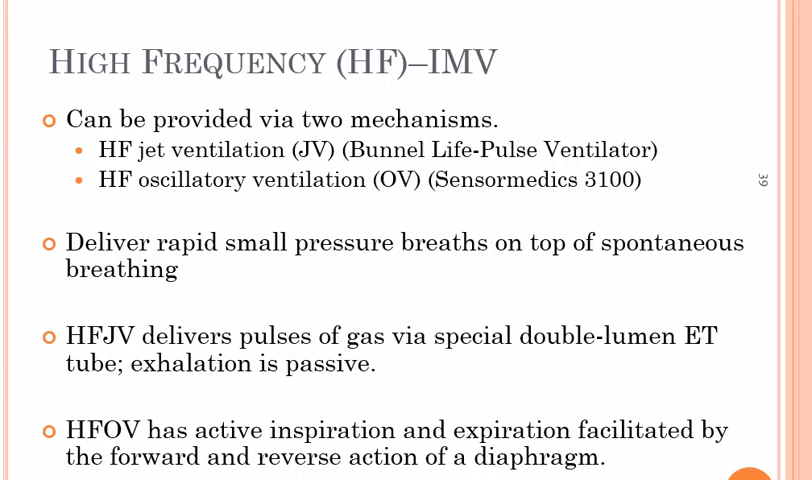 HIGH FREQUENCY (HF)–IMV
Can be provided via two mechanisms.
HF jet ventilation (JV) (Bunnel Life-Pulse Ventilator)
HF oscillatory ventilation (OV) (Sensormedics 3100)
39
Deliver rapid small pressure breaths on top of spontaneous
breathing
HFJV delivers pulses of gas via special double-lumen ET
tube; exhalation is passive.
HFOV has active inspiration and expiration facilitated by
the forward and reverse action of a diaphragm.